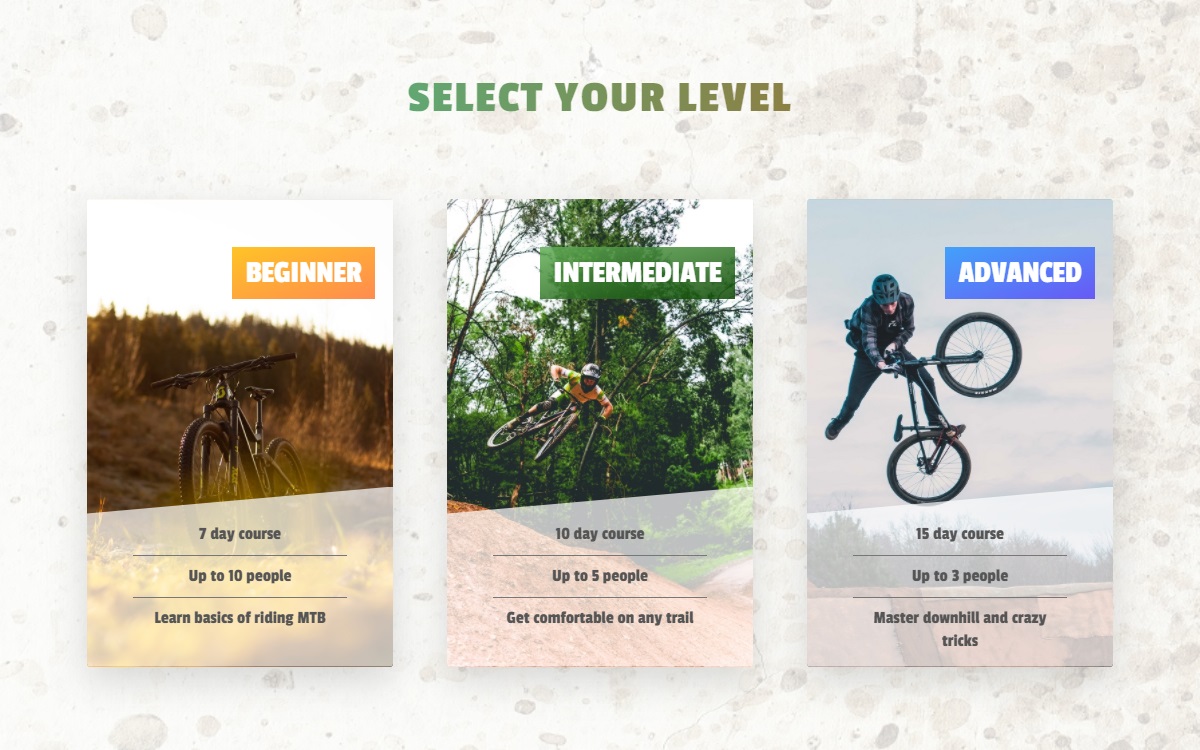 SELECT YOUR LEVEL
BEGINNER
7 day course
Up to 10 people
Learn basics of riding MTB
INTERMEDIATE
10 day course
Up to 5 people
Get comfortable on any trail
ADVANCED
15 day course
Up to 3 people
Master downhill and crazy
tricks